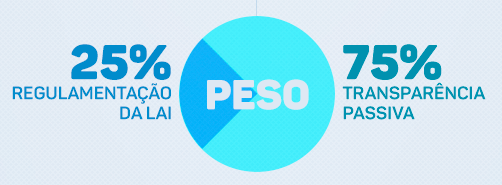 25%
REGULAMENTAÇÃO
DA LAI
PESO
75%
TRANSPARÊNCIA
PASSIVA